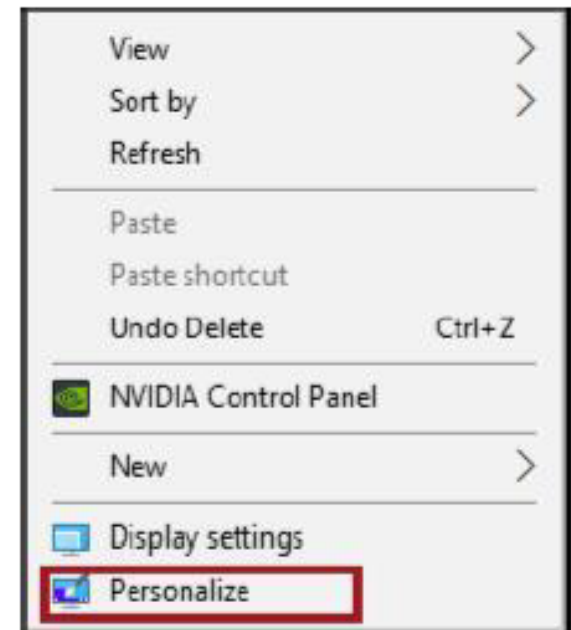 View
Sort by
Refresh
Paste
Paste shortcut
Undo Delete Ctrl+Z
NVIDIA Control Panel
New
Display settings
Personalize